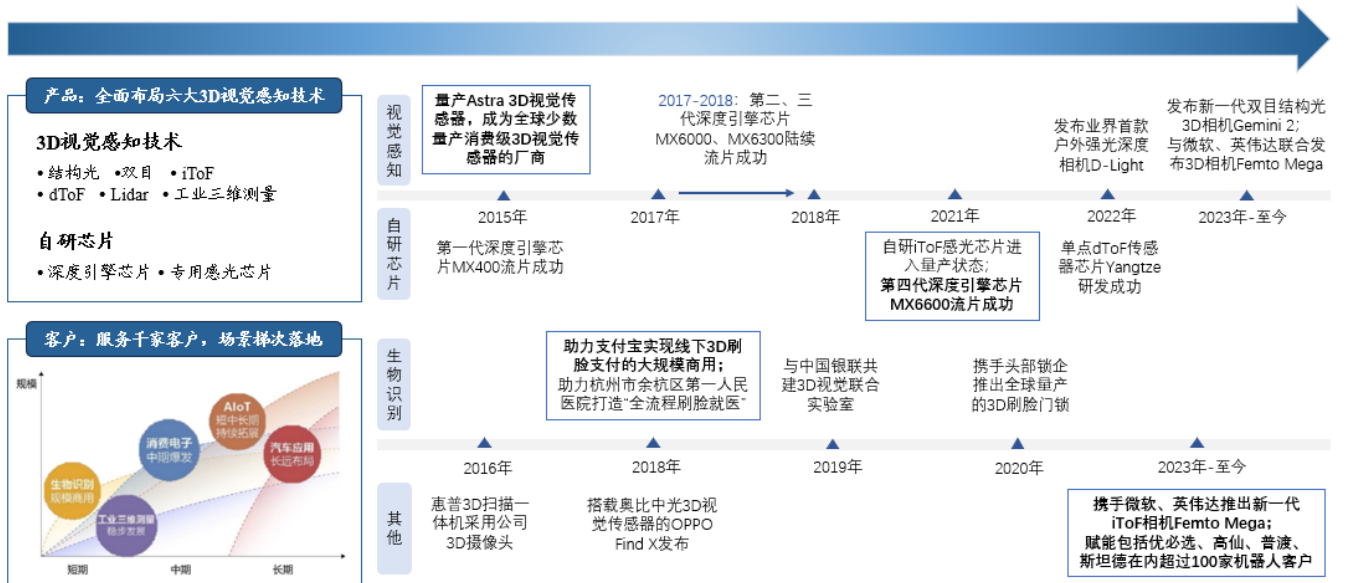 产品：全面布局六大3D视觉感知技术
3D视觉感知技术
•结构光 •双目 •iToF
•dToF •Lidar •工业三维测量
自研芯片
•深度引擎芯片 •专用感光芯片
客户：服务千家客户，场景梯次落地
规模
AIoT
短中长期
持续拓展
消费电子
中期爆发
汽车应用
长远布局
生物识别
规模商用
工业三维测量
稳步发展
短期
中期
长期
视觉感知
量产Astra 3D视觉传
感器，成为全球少数
量产消费级3D视觉传
感器的厂商
2017-2018：第二、三
代深度引擎芯片
MX6000、MX6300陆续
流片成功
发布业界首款
户外强光深度
相机D-Light
发布新一代双目结构光
3D相机Gemini 2；
与微软、英伟达联合发
布3D相机Femto Mega
2015年
2017年
2018年
2021年
2022年
2023年-至今
自研芯片
第一代深度引擎芯
片MX400流片成功
自研iToF感光芯片进
入量产状态；
第四代深度引擎芯片
MX6600流片成功
单点dToF传感
器芯片Yangtze
研发成功
生物识别
助力支付宝实现线下3D刷
脸支付的大规模商用；
助力杭州市余杭区第一人民
医院打造“全流程刷脸就医”
与中国银联共
建3D视觉联合
实验室
携手头部锁企
推出全球量产
的3D刷脸门锁
2016年
2018年
2019年
2020年
2023年-至今
其他
惠普3D扫描一
体机采用公司
3D摄像头
搭载奥比中光3D视
觉传感器的OPPO
Find X发布
携手微软、英伟达推出新一代
iToF相机Femto Mega；
赋能包括优必选、高仙、普渡、
斯坦德在内超过100家机器人客户